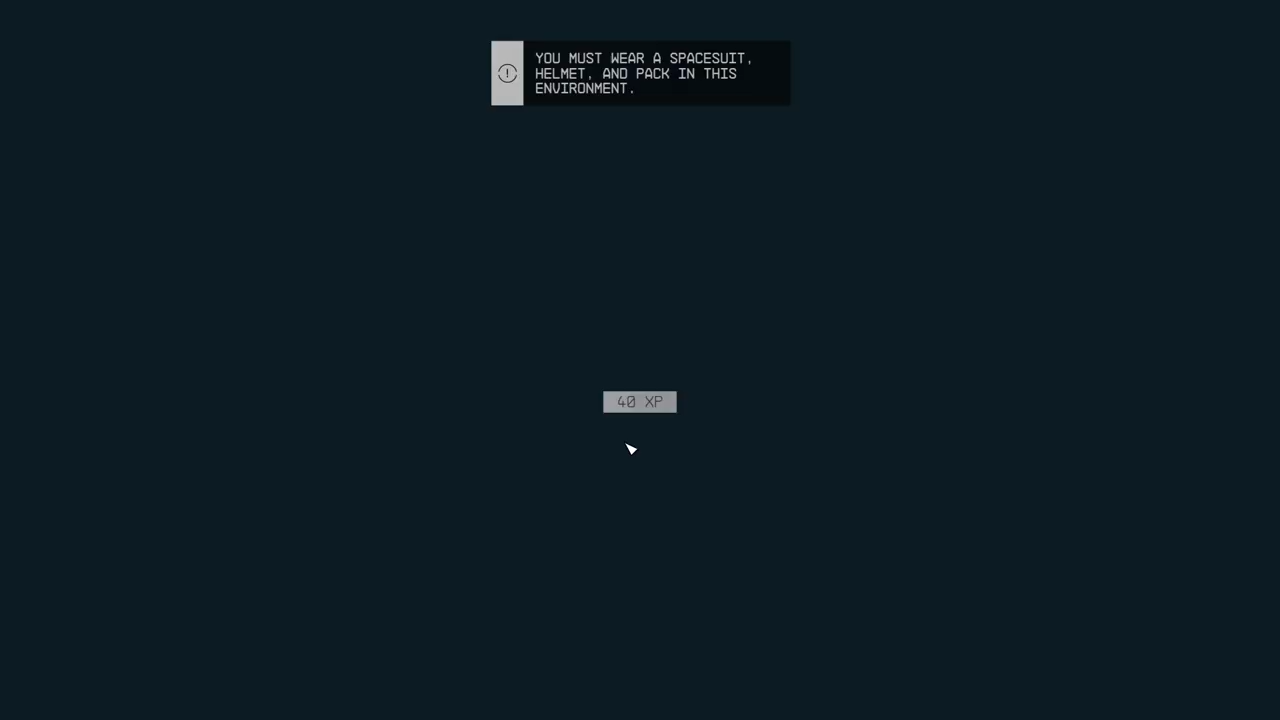 YOU MUST WEAR A SPACESUIT,
HELMET, AND PACK IN THIS
ENVIRONMENT.
40 XP